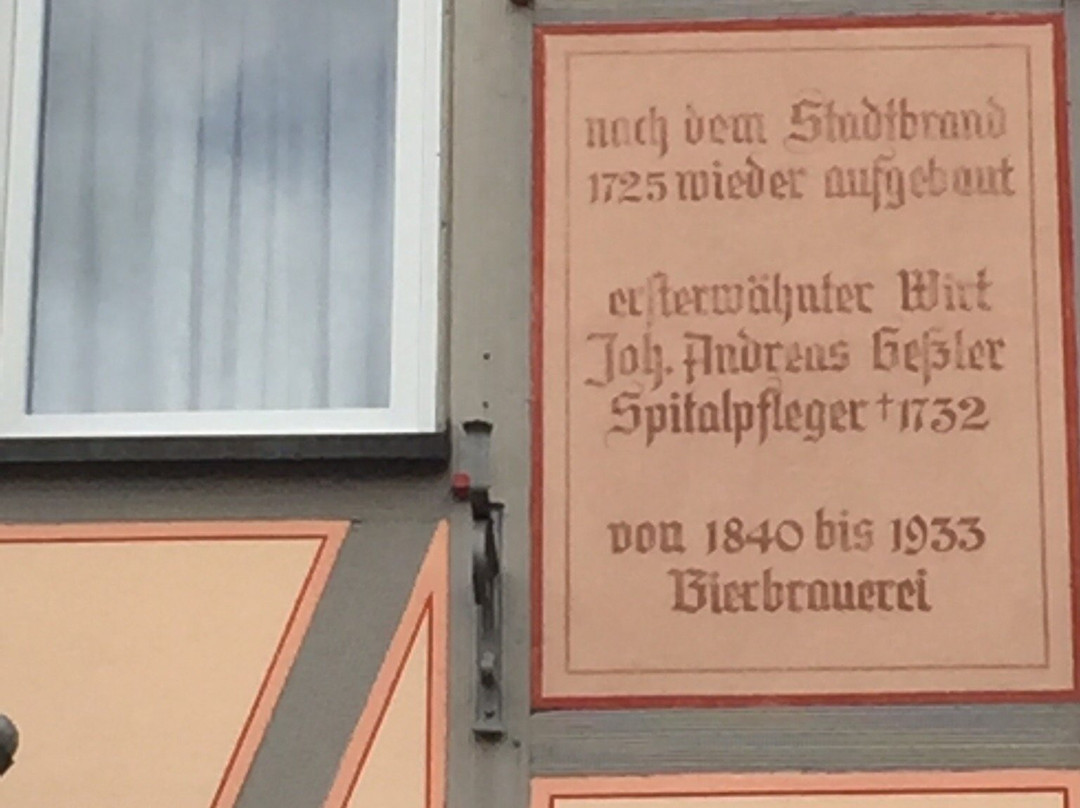 nach dem Stadtbrand
1725 wieder aufgebaut
ersterwähnter Wirt
Joh. Andreas Geßler
Spitalpfleger † 1732
von 1840 bis 1933
Bierbrauerei